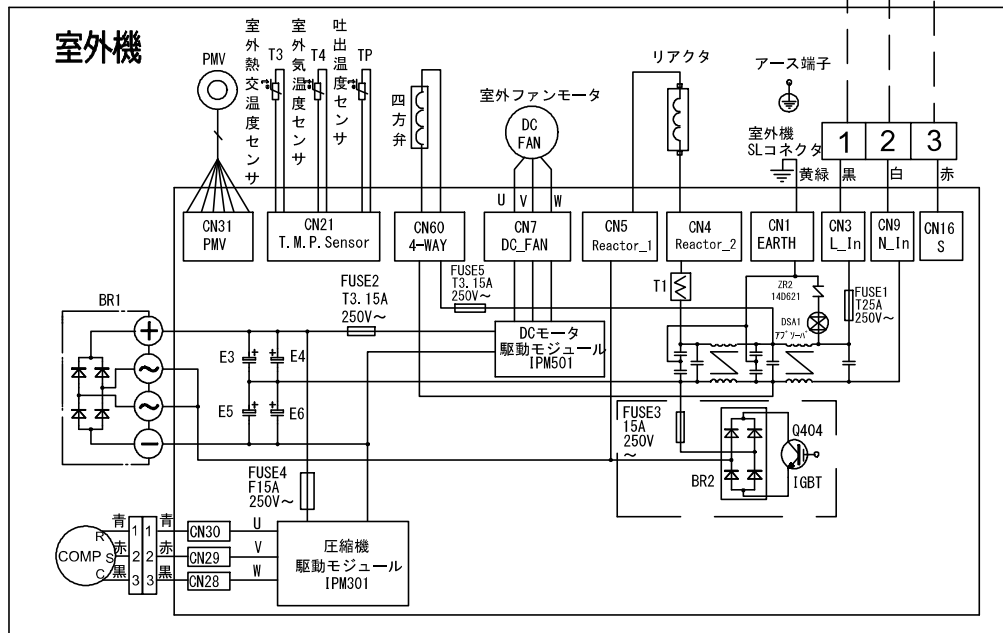 室外機
PMV
室外熱交温度センサ
T3
室外気温度センサ
T4
吐出温度センサ
TP
四方弁
室外ファンモータ
DC
FAN
リアクタ
アース端子
室外機
SLコネクタ
1 2 3
黄緑 黒 白 赤
U V W
CN31
PMV
CN21
T.M.P.Sensor
CN60
4-WAY
CN7
DC_FAN
CN5
Reactor_1
CN4
Reactor_2
CN1
EARTH
CN3
L_In
CN9
N_In
CN16
S
FUSE2
T3.15A
250V～
FUSE5
T3.15A
250V～
T1
ZR2
14D621
DSA1
アブソーバ
FUSE1
T25A
250V～
BR1
+
～
～
−
E3 E4
E5 E6
DCモータ
駆動モジュール
IPM501
FUSE3
15A
250V
～
BR2
Q404
IGBT
FUSE4
F15A
250V～
COMP
R
S
C
青 1 1 青
赤 2 2 赤
黒 3 3 黒
CN30
CN29
CN28
U
V
W
圧縮機
駆動モジュール
IPM301